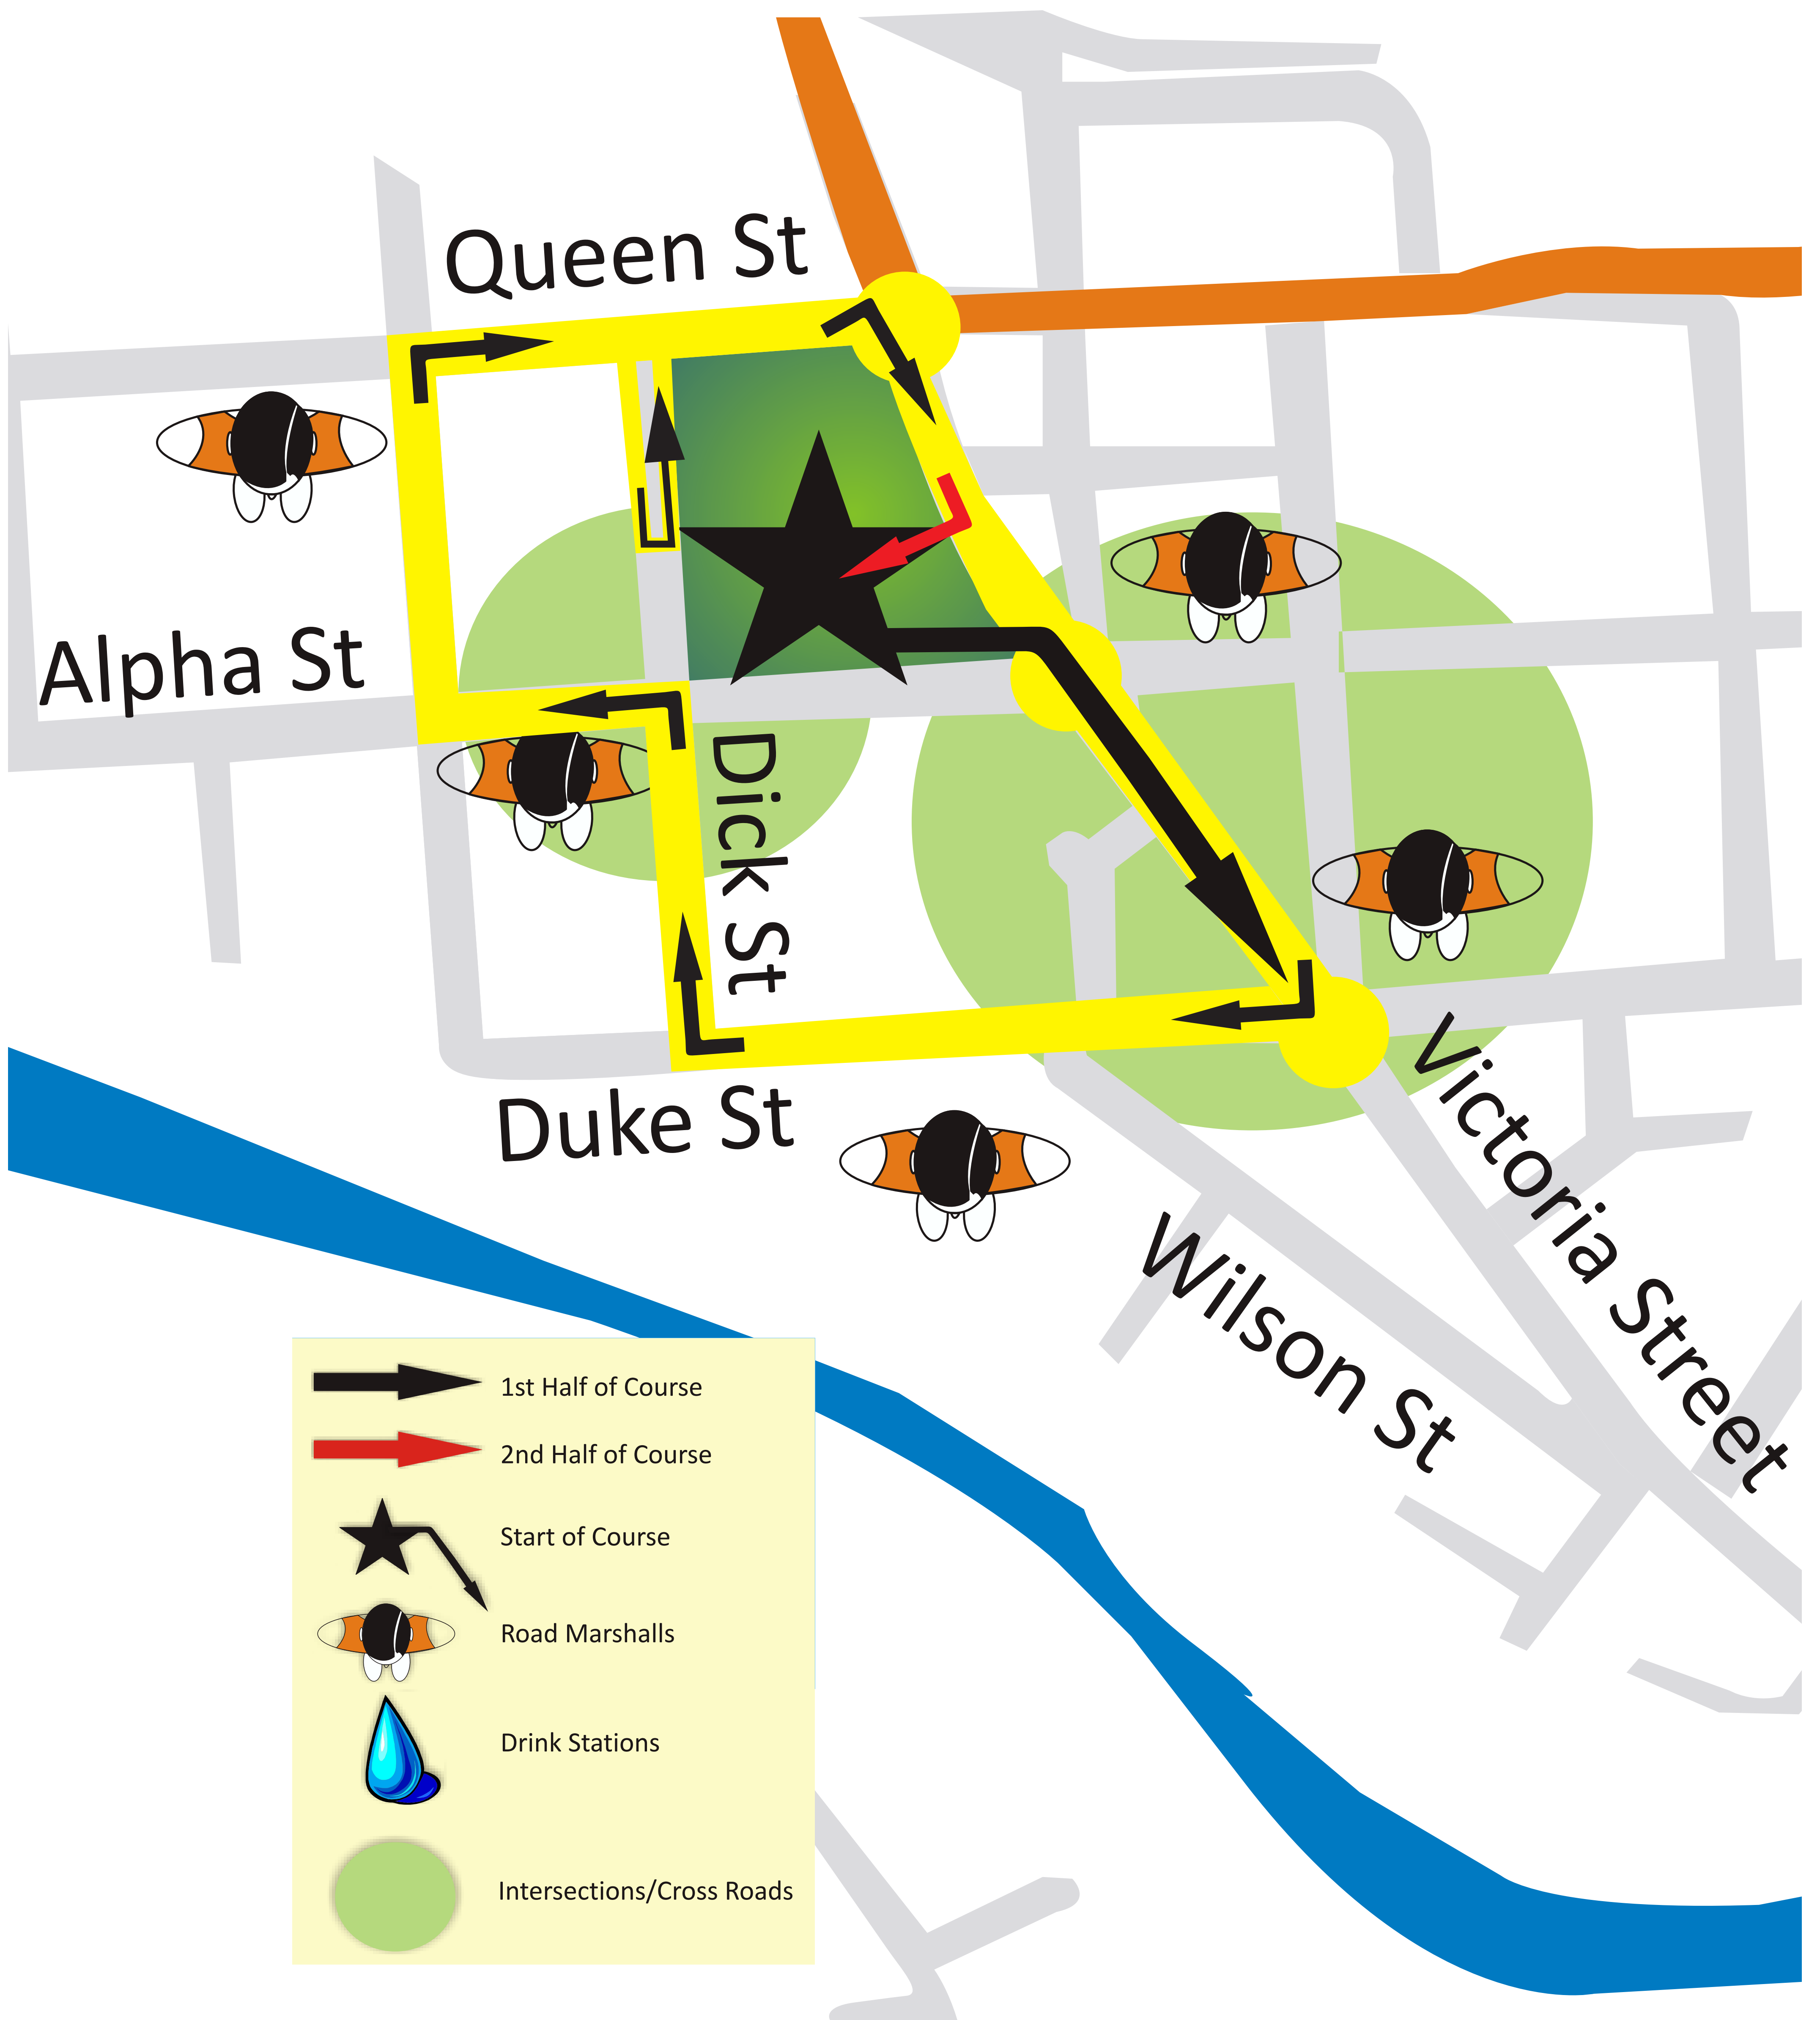 Queen St
Alpha St
Dick St
Duke St
Victoria Street
Wilson St
1st Half of Course
2nd Half of Course
Start of Course
Road Marshalls
Drink Stations
Intersections/Cross Roads